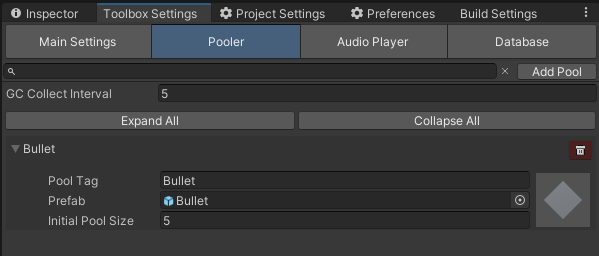 Inspector Toolbox Settings Project Settings Preferences Build Settings
Main Settings Pooler Audio Player Database
Add Pool
GC Collect Interval 5
Expand All Collapse All
Bullet
Pool Tag Bullet
Prefab Bullet
Initial Pool Size 5